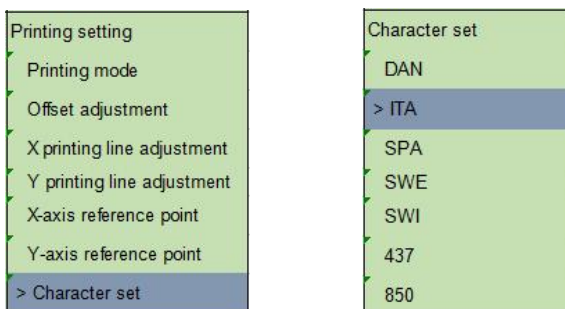 Printing setting
Printing mode
Offset adjustment
X printing line adjustment
Y printing line adjustment
X-axis reference point
Y-axis reference point
> Character set
Character set
DAN
> ITA
SPA
SWE
SWI
437
850